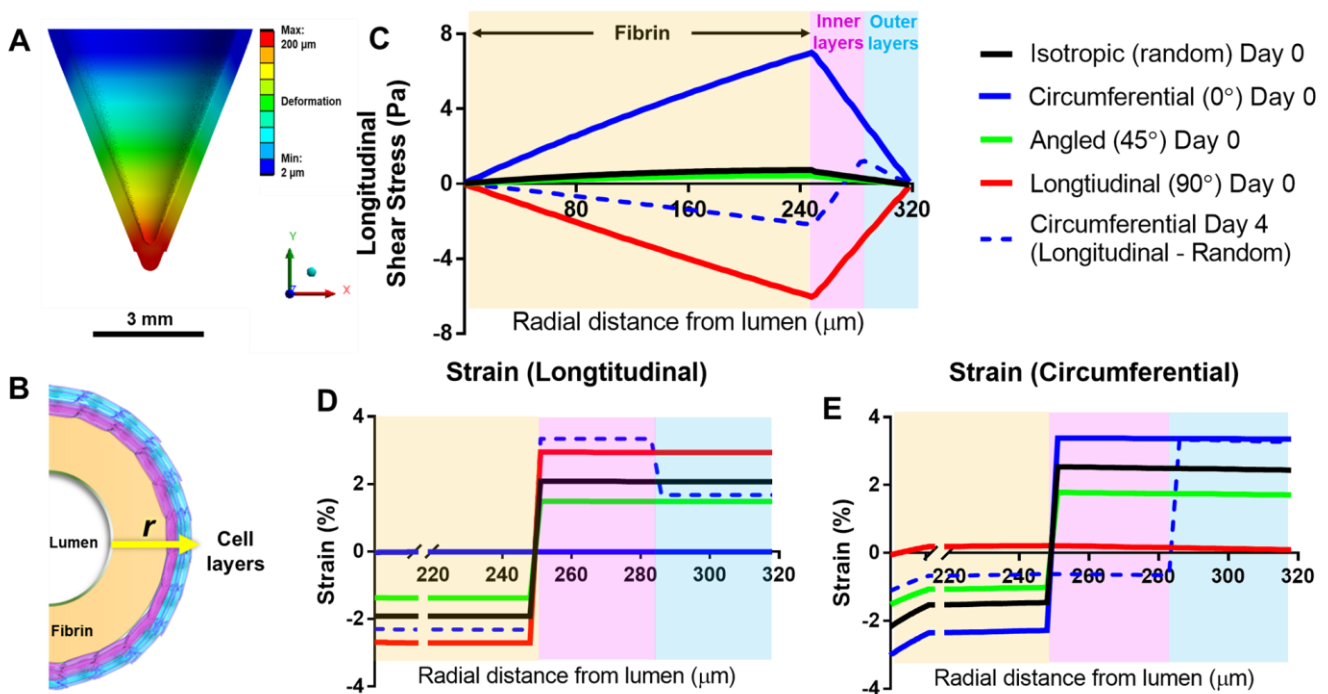 A
Max:
200 µm
Deformation
Min:
2 µm
Y
X
Z
3 mm
B
Lumen
r
Cell
layers
Fibrin
C
Longitudinal
Shear Stress (Pa)
8
4
0
-4
-8
Fibrin
Inner
layers
Outer
layers
80
160
240
320
Radial distance from lumen (µm)
Isotropic (random) Day 0
Circumferential (0°) Day 0
Angled (45°) Day 0
Longtiudinal (90°) Day 0
Circumferential Day 4
(Longitudinal - Random)
D
Strain (Longtitudinal)
Strain (%)
4
2
0
-2
-4
220
240
260
280
300
320
Radial distance from lumen (µm)
E
Strain (Circumferential)
Strain (%)
4
2
0
-2
-4
220
240
260
280
300
320
Radial distance from lumen (µm)